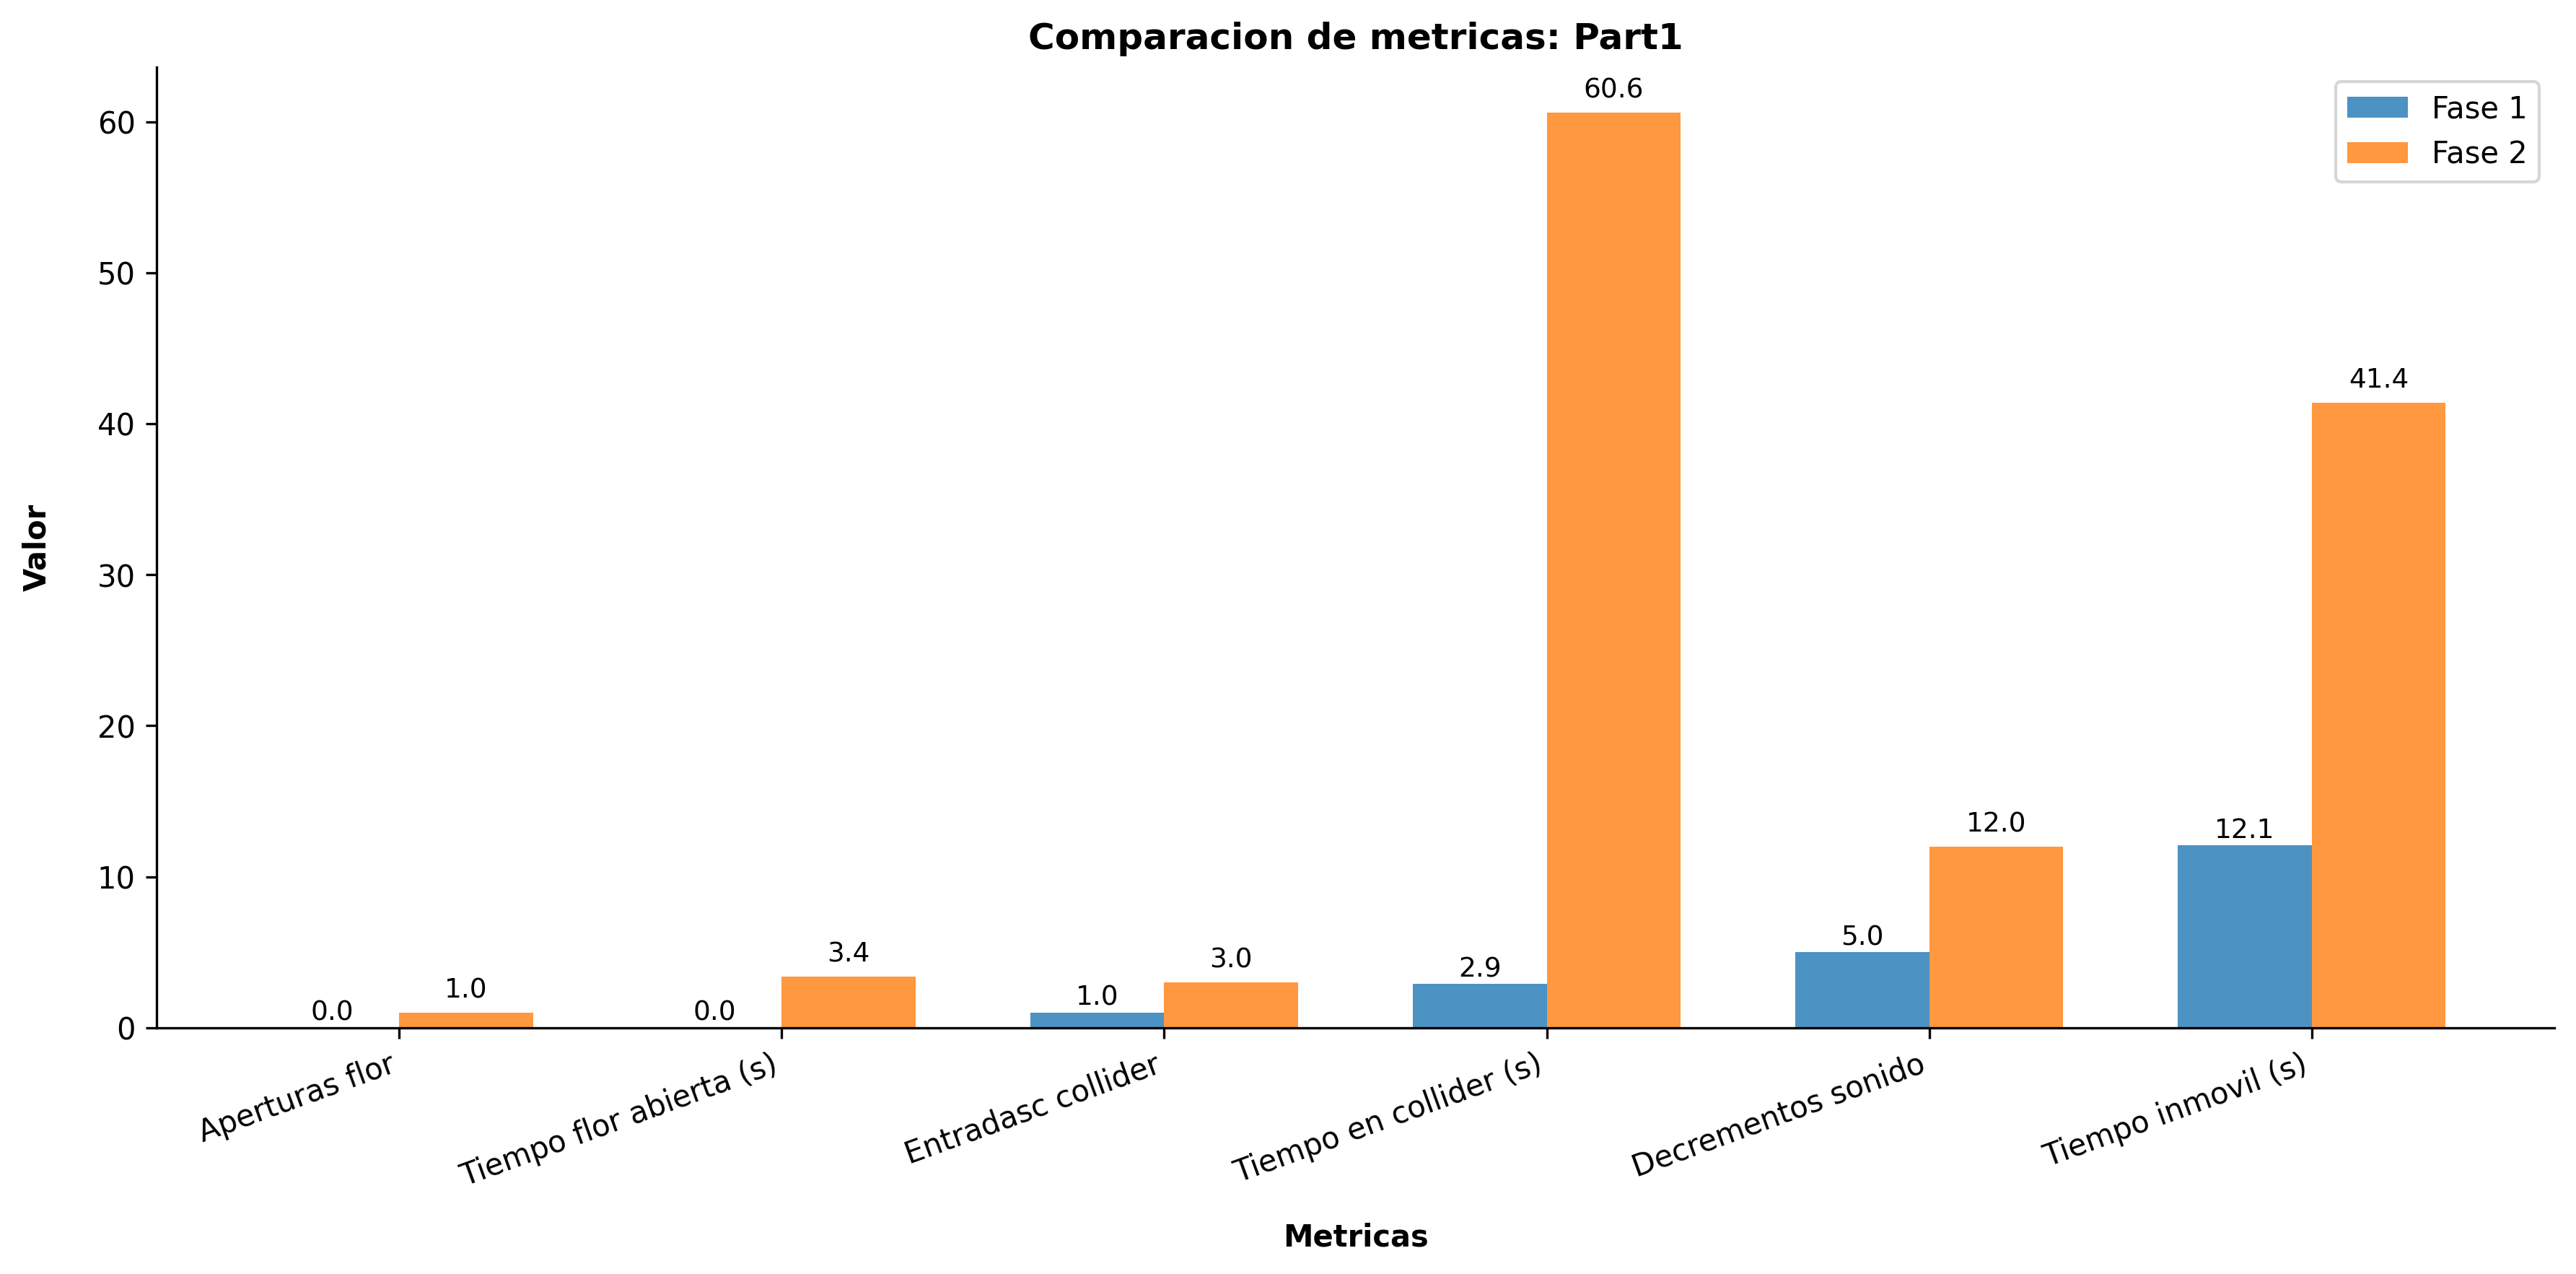 Comparacion de metricas: Part1
Fase 1
Fase 2
Valor
60
50
40
30
20
10
0
0.0
1.0
0.0
3.4
1.0
3.0
2.9
60.6
5.0
12.0
12.1
41.4
Aperturas flor
Tiempo flor abierta (s)
Entradasc collider
Tiempo en collider (s)
Decrementos sonido
Tiempo inmovil (s)
Metricas